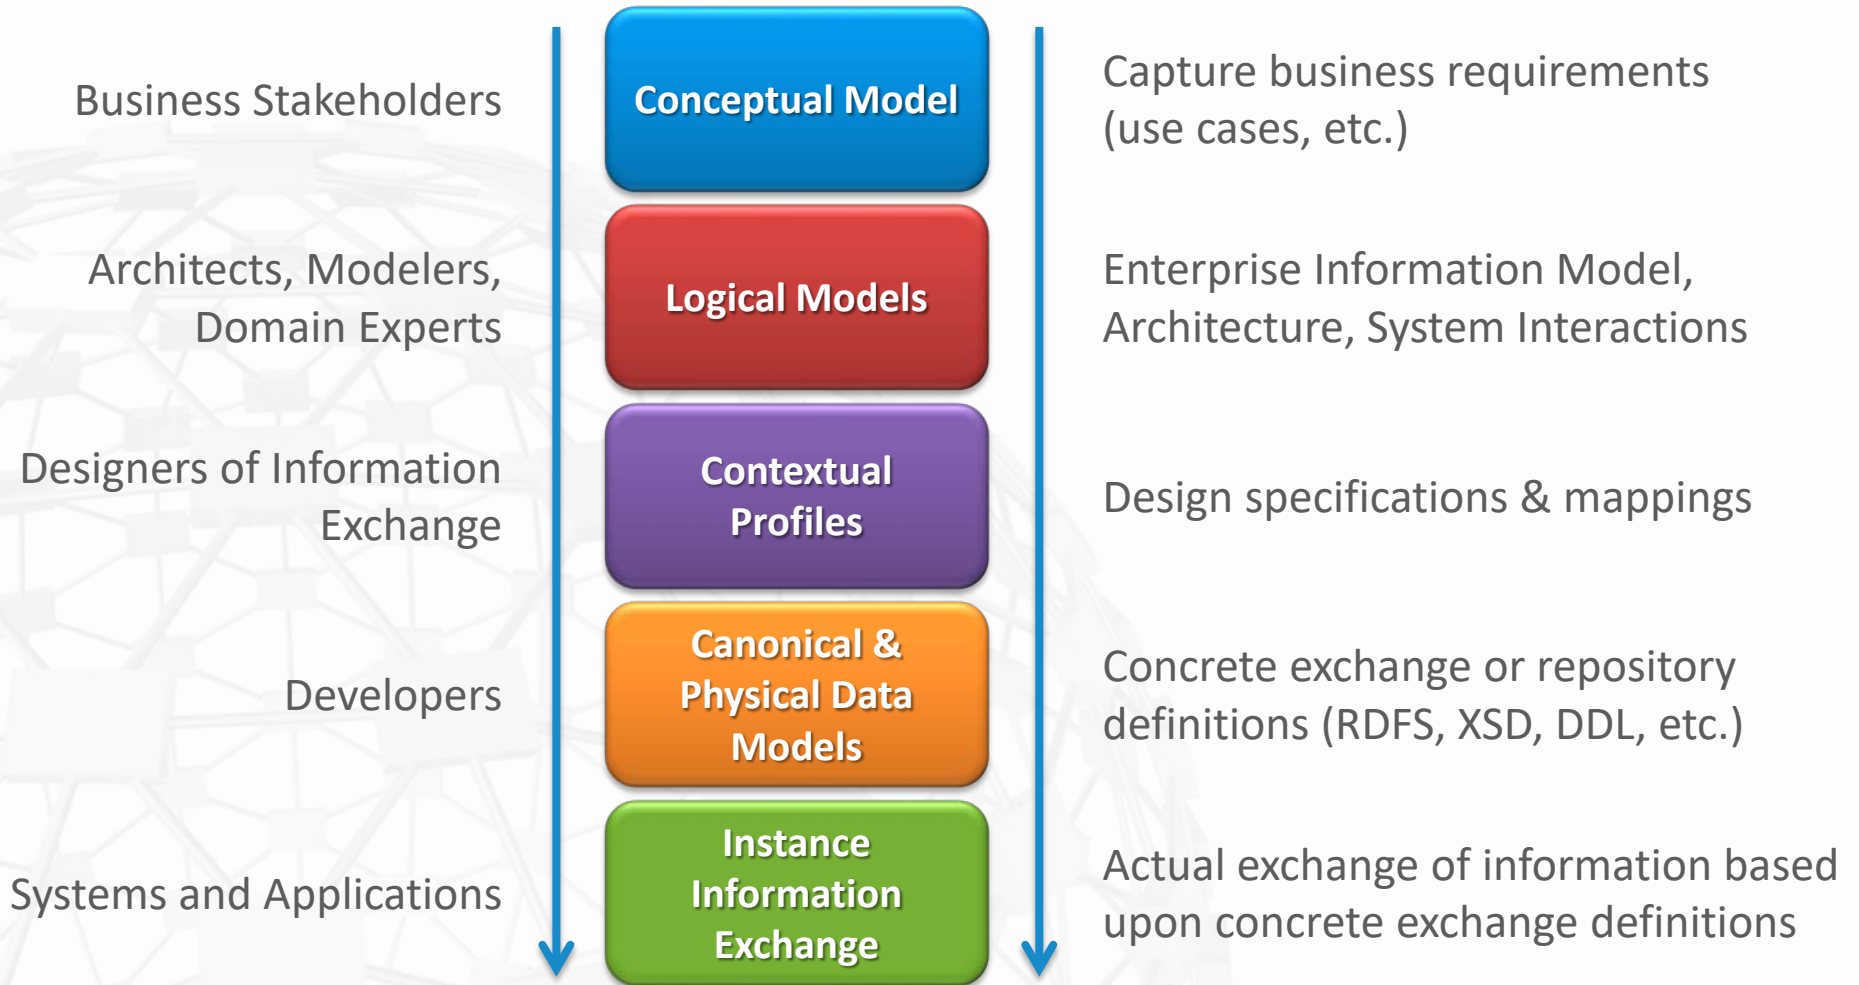 Business Stakeholders
Conceptual Model
Capture business requirements
(use cases, etc.)
Architects, Modelers,
Domain Experts
Logical Models
Enterprise Information Model,
Architecture, System Interactions
Designers of Information
Exchange
Contextual
Profiles
Design specifications & mappings
Developers
Canonical &
Physical Data
Models
Concrete exchange or repository
definitions (RDFS, XSD, DDL, etc.)
Systems and Applications
Instance
Information
Exchange
Actual exchange of information based
upon concrete exchange definitions